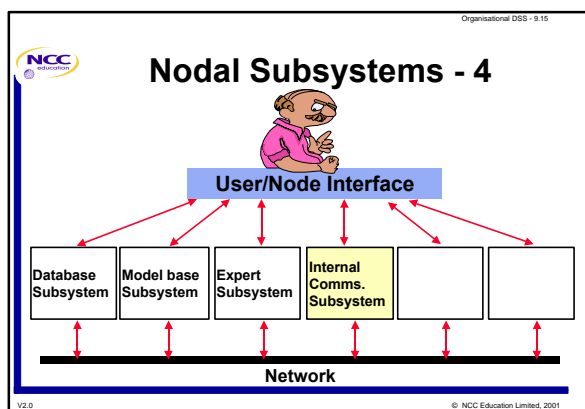 Organisational DSS - 9.15
NCC
education
Nodal Subsystems - 4
User/Node Interface
Database
Subsystem
Model base
Subsystem
Expert
Subsystem
Internal
Comms.
Subsystem
Network
V2.0
© NCC Education Limited, 2001